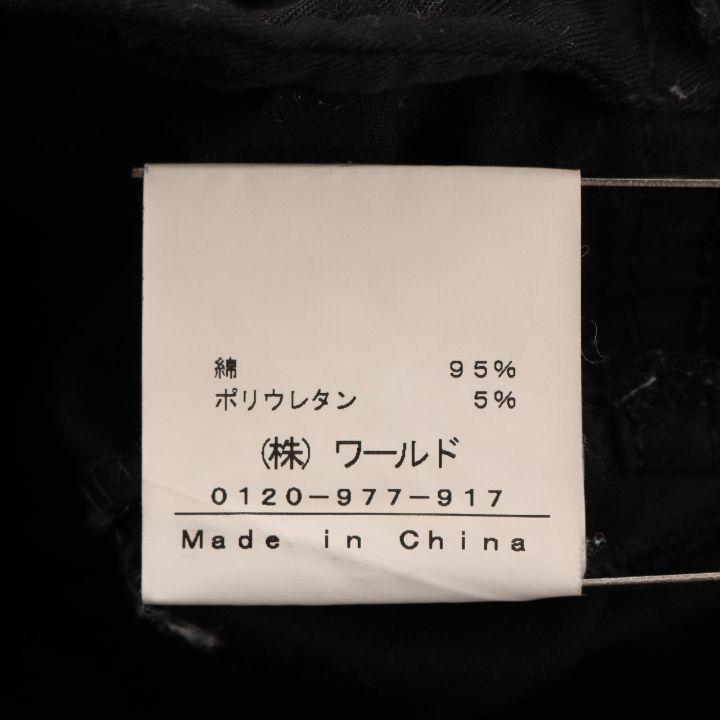 綿 95%
ポリウレタン 5%
(株) ワールド
0120-977-917
Made in China